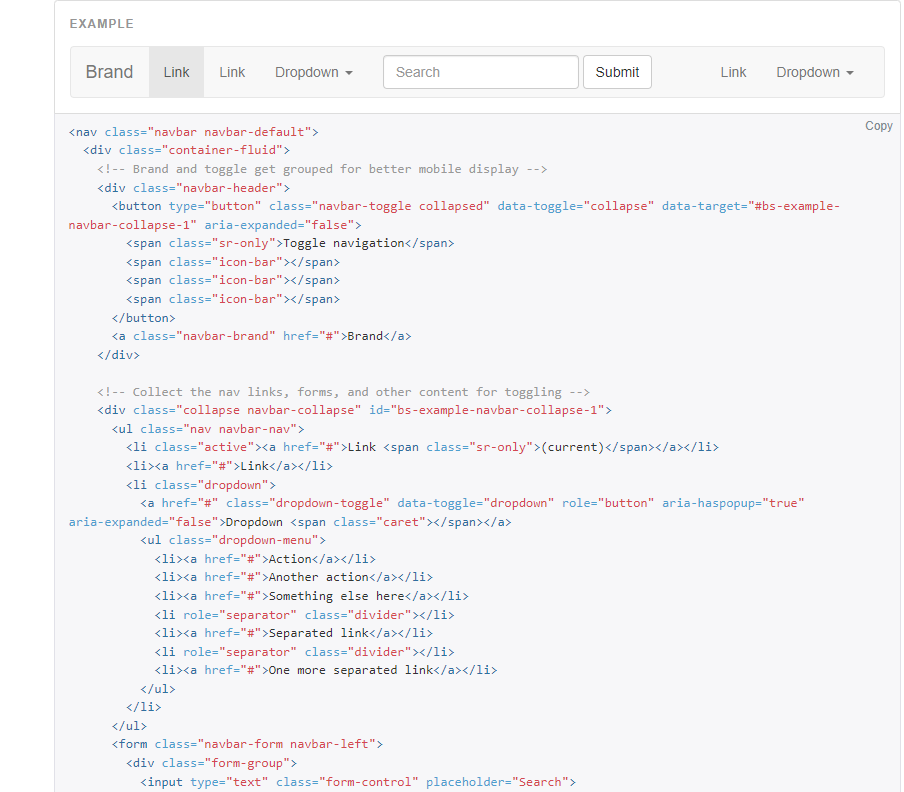 EXAMPLE
Brand Link Link Dropdown Search Submit Link Dropdown
Copy
<nav class="navbar navbar-default">
  <div class="container-fluid">
    <!-- Brand and toggle get grouped for better mobile display -->
    <div class="navbar-header">
      <button type="button" class="navbar-toggle collapsed" data-toggle="collapse" data-target="#bs-example-
navbar-collapse-1" aria-expanded="false">
        <span class="sr-only">Toggle navigation</span>
        <span class="icon-bar"></span>
        <span class="icon-bar"></span>
        <span class="icon-bar"></span>
      </button>
      <a class="navbar-brand" href="#">Brand</a>
    </div>

    <!-- Collect the nav links, forms, and other content for toggling -->
    <div class="collapse navbar-collapse" id="bs-example-navbar-collapse-1">
      <ul class="nav navbar-nav">
        <li class="active"><a href="#">Link <span class="sr-only">(current)</span></a></li>
        <li><a href="#">Link</a></li>
        <li class="dropdown">
          <a href="#" class="dropdown-toggle" data-toggle="dropdown" role="button" aria-haspopup="true"
aria-expanded="false">Dropdown <span class="caret"></span></a>
          <ul class="dropdown-menu">
            <li><a href="#">Action</a></li>
            <li><a href="#">Another action</a></li>
            <li><a href="#">Something else here</a></li>
            <li role="separator" class="divider"></li>
            <li><a href="#">Separated link</a></li>
            <li role="separator" class="divider"></li>
            <li><a href="#">One more separated link</a></li>
          </ul>
        </li>
      </ul>
      <form class="navbar-form navbar-left">
        <div class="form-group">
          <input type="text" class="form-control" placeholder="Search">